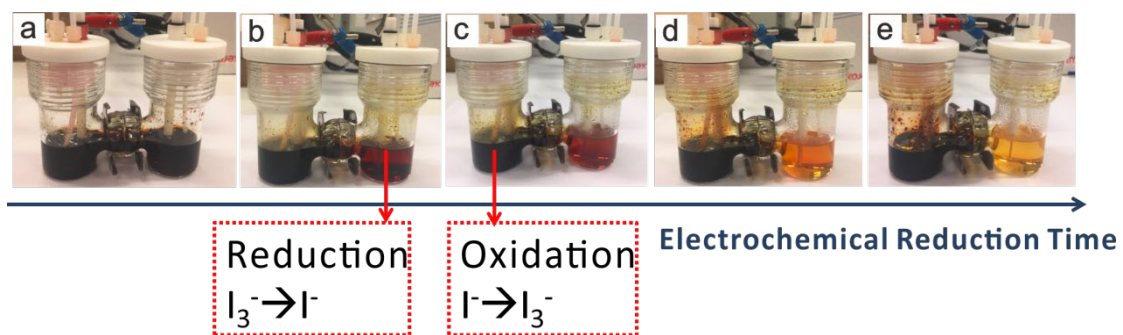 a b c d e
Reduction
I₃⁻→I⁻
Oxidation
I⁻→I₃⁻
Electrochemical Reduction Time